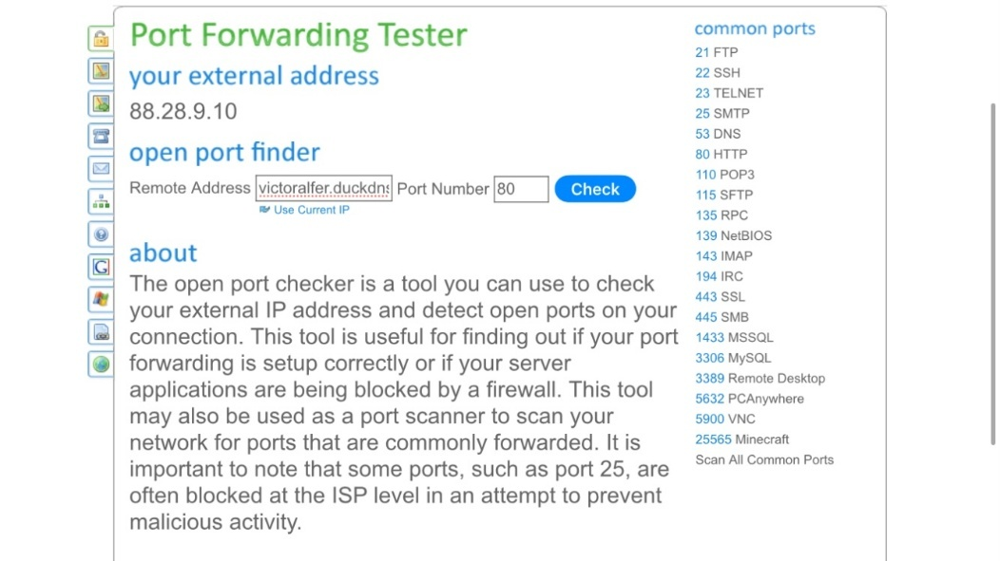 Port Forwarding Tester
your external address
88.28.9.10
open port finder
Remote Address victoralfer.duckdns Port Number 80 Check
Use Current IP
about
The open port checker is a tool you can use to check
your external IP address and detect open ports on your
connection. This tool is useful for finding out if your port
forwarding is setup correctly or if your server
applications are being blocked by a firewall. This tool
may also be used as a port scanner to scan your
network for ports that are commonly forwarded. It is
important to note that some ports, such as port 25, are
often blocked at the ISP level in an attempt to prevent
malicious activity.
common ports
21 FTP
22 SSH
23 TELNET
25 SMTP
53 DNS
80 HTTP
110 POP3
115 SFTP
135 RPC
139 NetBIOS
143 IMAP
194 IRC
443 SSL
445 SMB
1433 MSSQL
3306 MySQL
3389 Remote Desktop
5632 PCAnywhere
5900 VNC
25565 Minecraft
Scan All Common Ports